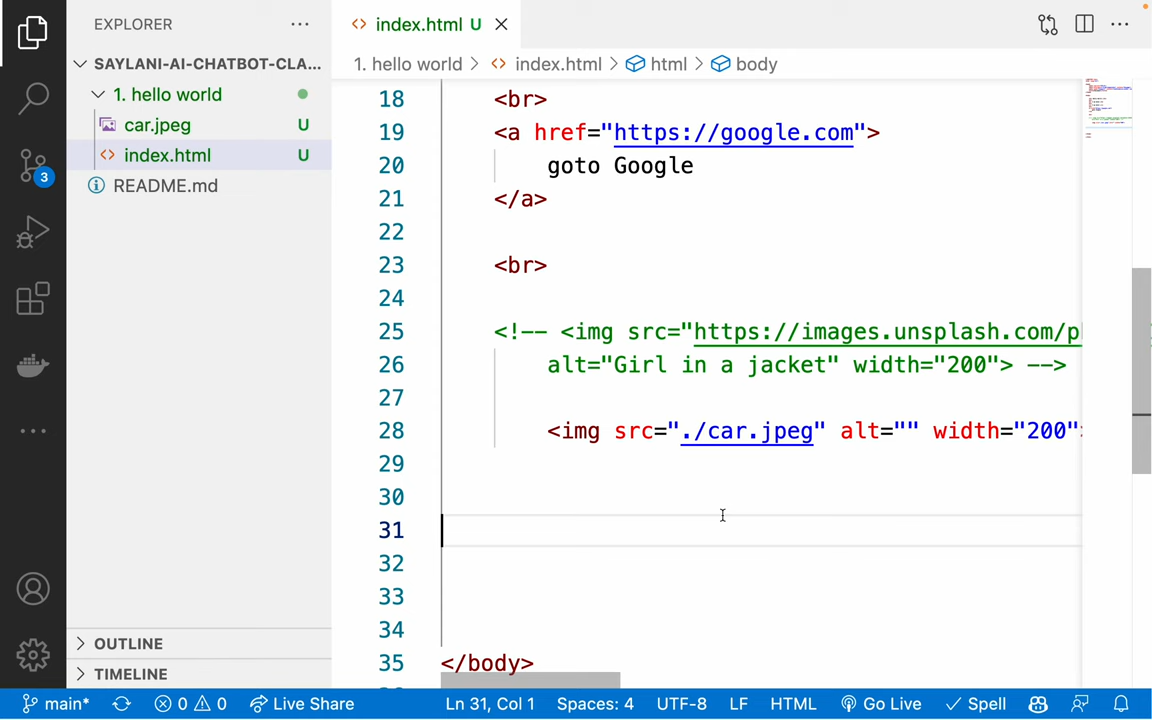 EXPLORER
index.html U
SAYLANI-AI-CHATBOT-CLA...
1. hello world
car.jpeg U
index.html U
README.md
3
OUTLINE
TIMELINE
1. hello world > index.html > html > body
18 <br>
19 <a href="https://google.com">
20 goto Google
21 </a>
22
23 <br>
24
25 <!-- <img src="https://images.unsplash.com/p
26 alt="Girl in a jacket" width="200"> -->
27
28 <img src="./car.jpeg" alt="" width="200"
29
30
31
32
33
34
35 </body>
main* 0 0 Live Share Ln 31, Col 1 Spaces: 4 UTF-8 LF HTML Go Live Spell